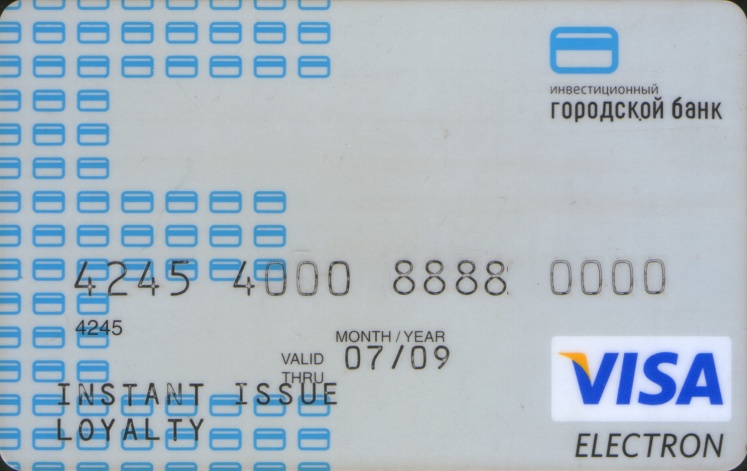 инвестиционный
городской банк
4245 4000 8888 0000
4245
MONTH/YEAR
VALID THRU 07/09
INSTANT ISSUE
LOYALTY
VISA
ELECTRON